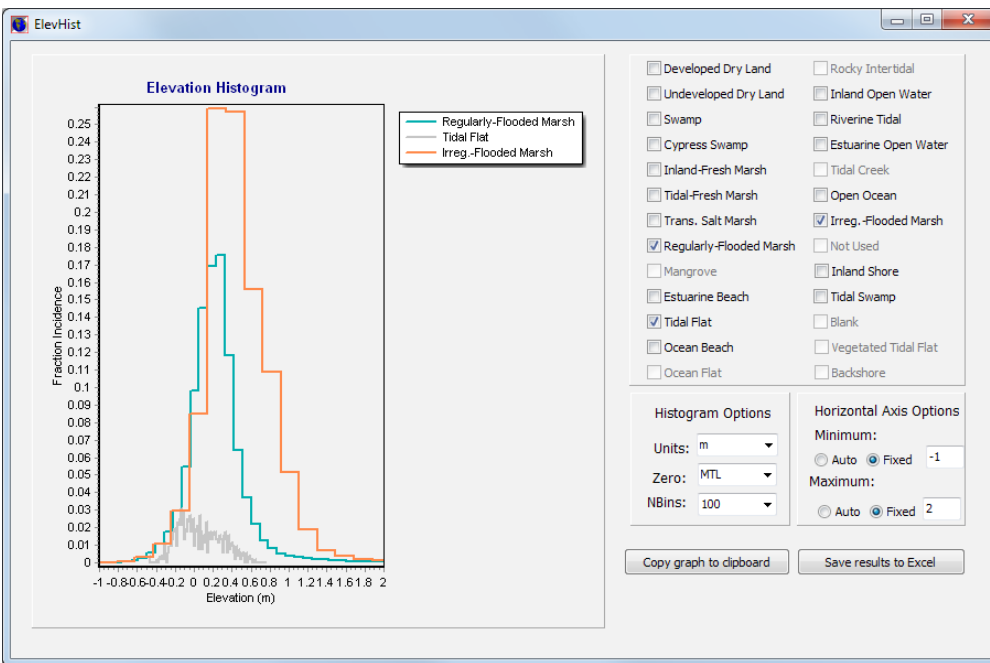 ElevHist
Elevation Histogram
0.25
0.24
0.23
0.22
0.21
0.2
0.19
0.18
0.17
0.16
0.15
0.14
0.13
0.12
0.11
0.1
0.09
0.08
0.07
0.06
0.05
0.04
0.03
0.02
0.01
0
Fraction Incidence
-1 -0.8-0.6-0.4-0.2 0 0.2 0.4 0.6 0.8 1 1.2 1.4 1.6 1.8 2
Elevation (m)
Regularly-Flooded Marsh
Tidal Flat
Irreg.-Flooded Marsh
Developed Dry Land
Undeveloped Dry Land
Swamp
Cypress Swamp
Inland-Fresh Marsh
Tidal-Fresh Marsh
Trans. Salt Marsh
Regularly-Flooded Marsh
Mangrove
Estuarine Beach
Tidal Flat
Ocean Beach
Ocean Flat
Rocky Intertidal
Inland Open Water
Riverine Tidal
Estuarine Open Water
Tidal Creek
Open Ocean
Irreg.-Flooded Marsh
Not Used
Inland Shore
Tidal Swamp
Blank
Vegetated Tidal Flat
Backshore
Histogram Options
Units: m
Zero: MTL
NBins: 100
Horizontal Axis Options
Minimum:
Auto Fixed -1
Maximum:
Auto Fixed 2
Copy graph to clipboard
Save results to Excel